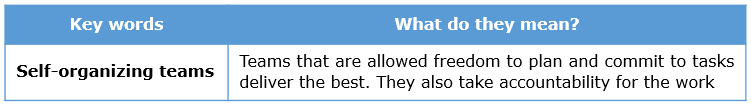 Key words
What do they mean?
Self-organizing teams
Teams that are allowed freedom to plan and commit to tasks
deliver the best. They also take accountability for the work